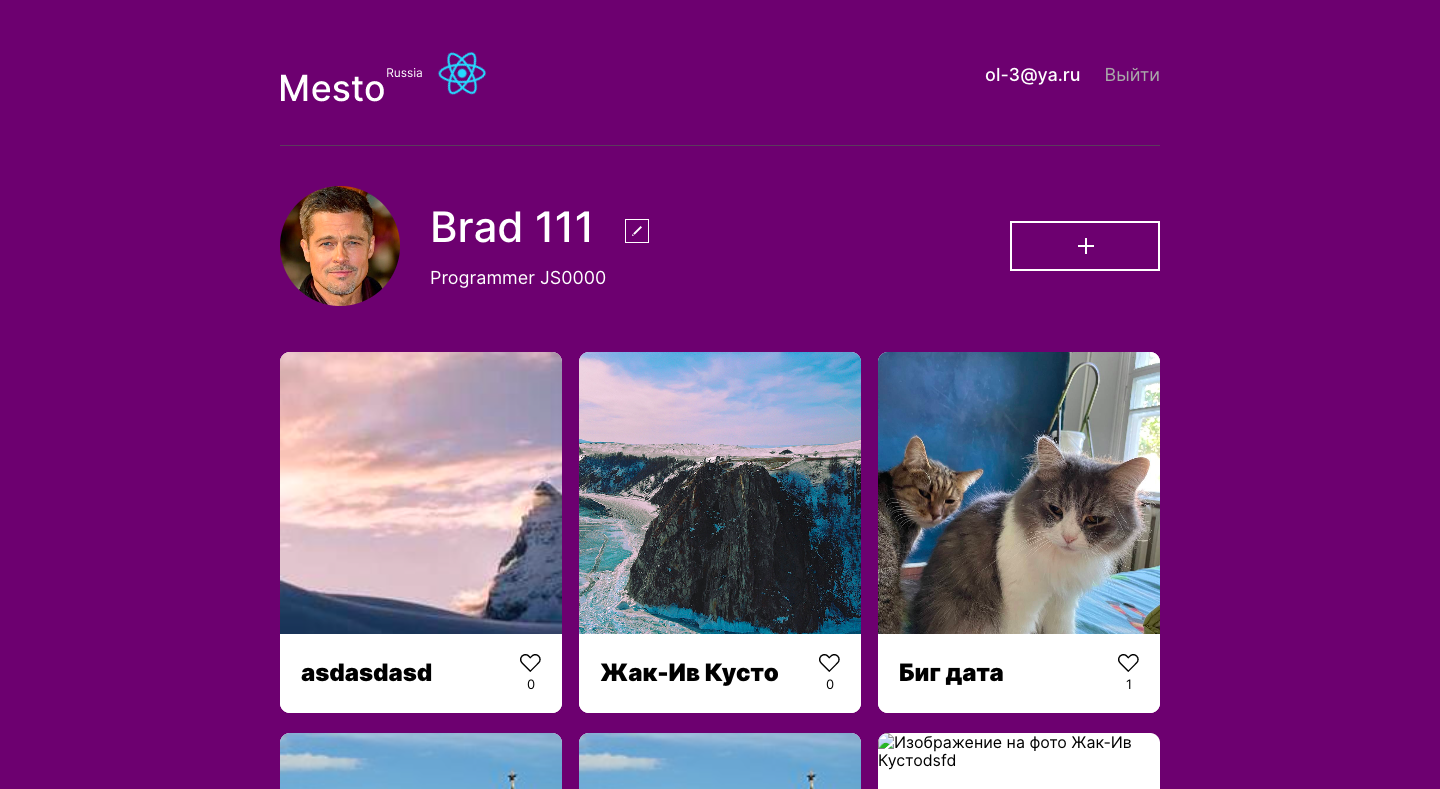 Mesto Russia
ol-3@ya.ru Выйти
Brad 111
Programmer JS0000
asdasdasd
0
Жак-Ив Кусто
0
Биг дата
1
Изображение на фото Жак-Ив
Кустоdsfd